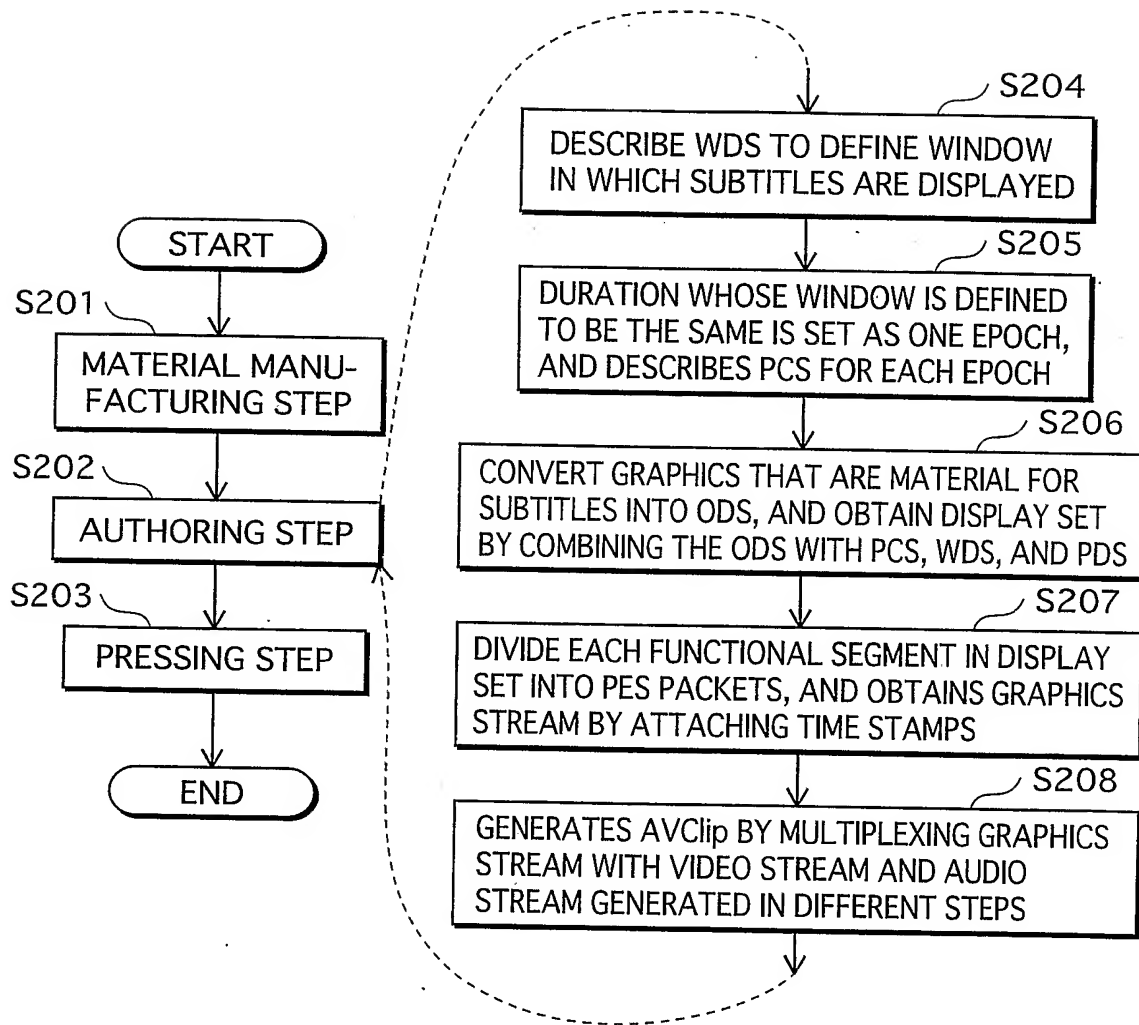 START
S201
MATERIAL MANU-
FACTURING STEP
S202
AUTHORING STEP
S203
PRESSING STEP
END
S204
DESCRIBE WDS TO DEFINE WINDOW
IN WHICH SUBTITLES ARE DISPLAYED
S205
DURATION WHOSE WINDOW IS DEFINED
TO BE THE SAME IS SET AS ONE EPOCH,
AND DESCRIBES PCS FOR EACH EPOCH
S206
CONVERT GRAPHICS THAT ARE MATERIAL FOR
SUBTITLES INTO ODS, AND OBTAIN DISPLAY SET
BY COMBINING THE ODS WITH PCS, WDS, AND PDS
S207
DIVIDE EACH FUNCTIONAL SEGMENT IN DISPLAY
SET INTO PES PACKETS, AND OBTAINS GRAPHICS
STREAM BY ATTACHING TIME STAMPS
S208
GENERATES AVClip BY MULTIPLEXING GRAPHICS
STREAM WITH VIDEO STREAM AND AUDIO
STREAM GENERATED IN DIFFERENT STEPS